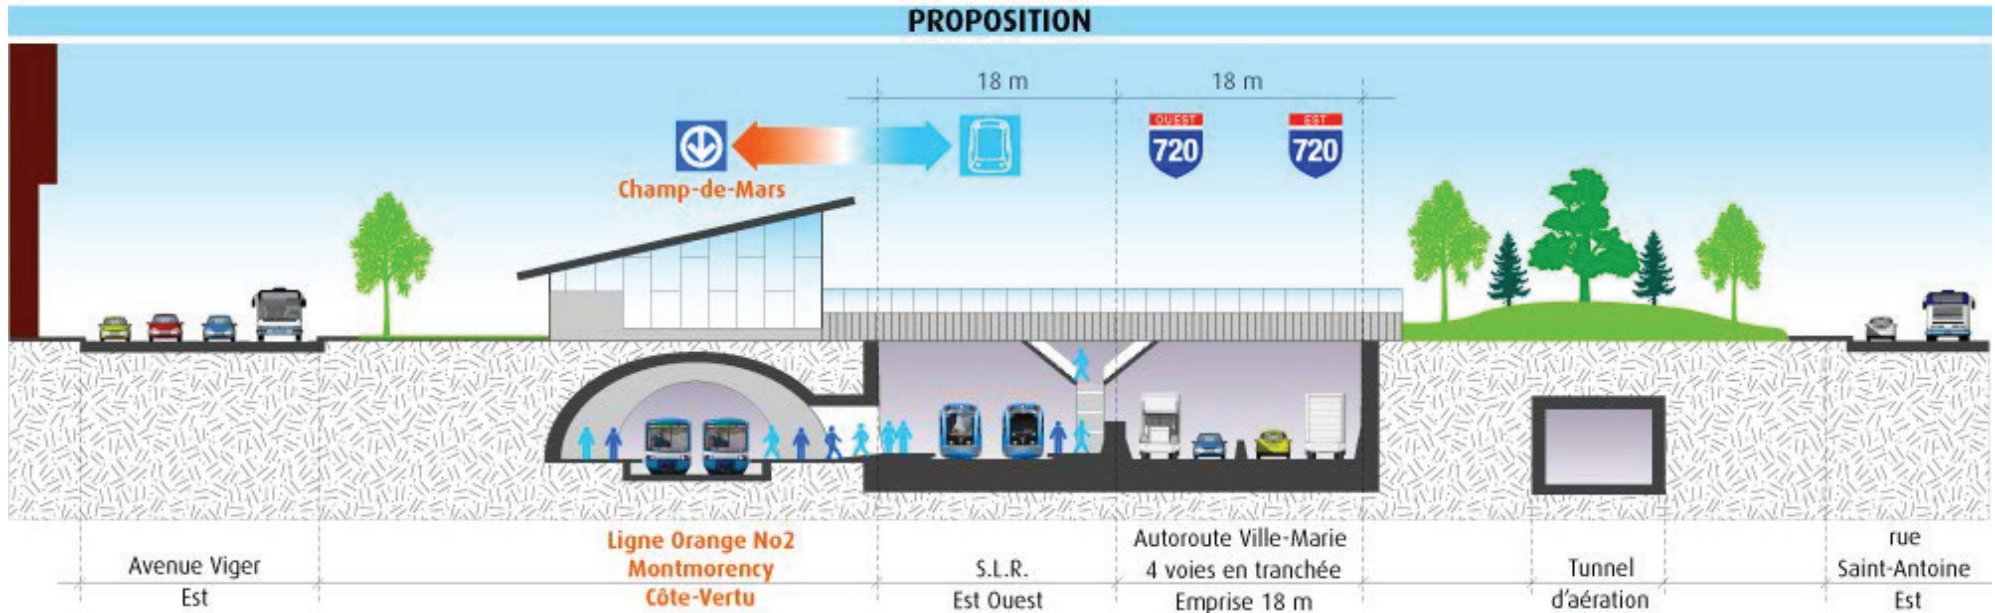 PROPOSITION
18 m
18 m
OUEST
720
EST
720
Champ-de-Mars
Avenue Viger
Est
Ligne Orange No2
Montmorency
Côte-Vertu
S.L.R.
Est Ouest
Autoroute Ville-Marie
4 voies en tranchée
Emprise 18 m
Tunnel
d'aération
rue
Saint-Antoine
Est